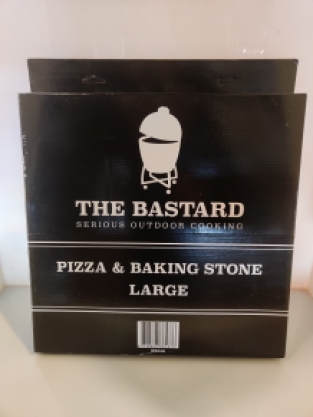 THE BASTARD
SERIOUS OUTDOOR COOKING
PIZZA & BAKING STONE
LARGE